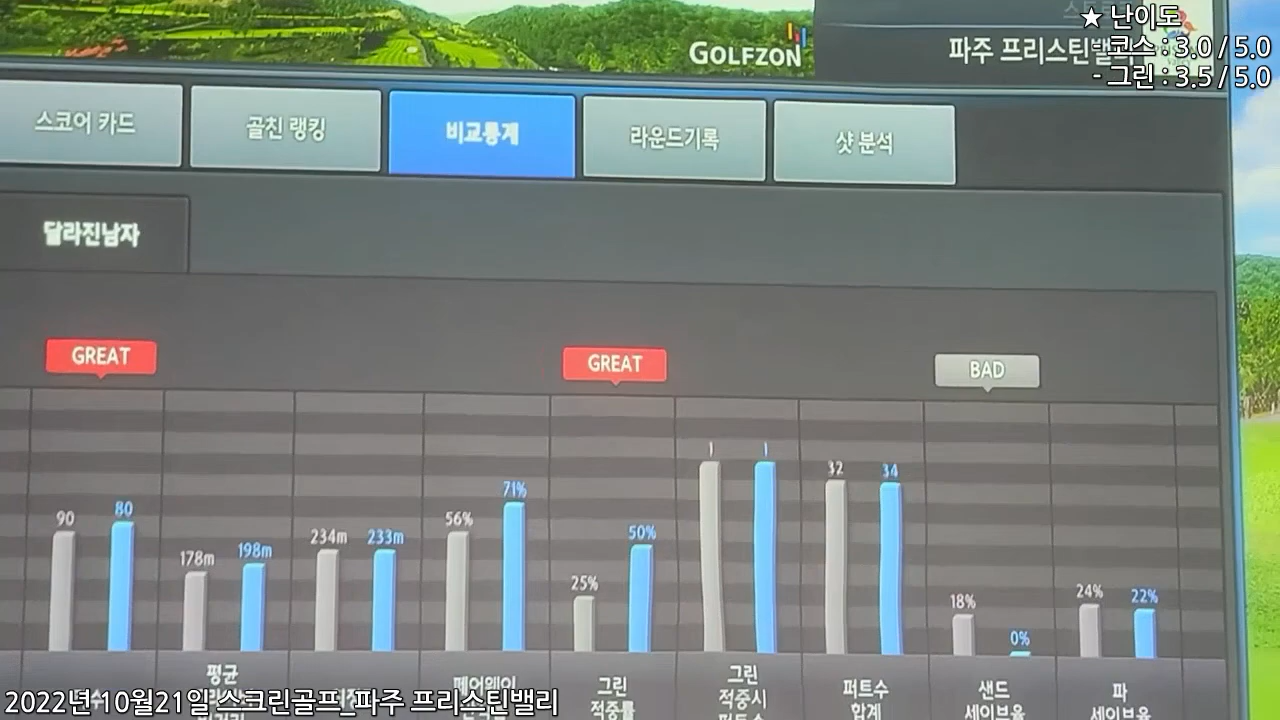 ★ 난이도
GOLFZON
파주 프리스틴밸
코스 : 3.0 / 5.0
- 그린 : 3.5 / 5.0
스코어 카드
골친 랭킹
비교통계
라운드기록
샷 분석
달라진남자
GREAT
GREAT
BAD
90
80
178m
198m
234m
233m
56%
71%
25%
50%
1
1
32
34
18%
0%
24%
22%
평균
페어웨이
그린
적중률
그린
적중시
퍼트수
합계
샌드
세이브율
파
세이브율
2022년 10월21일 스크린골프_파주 프리스틴밸리